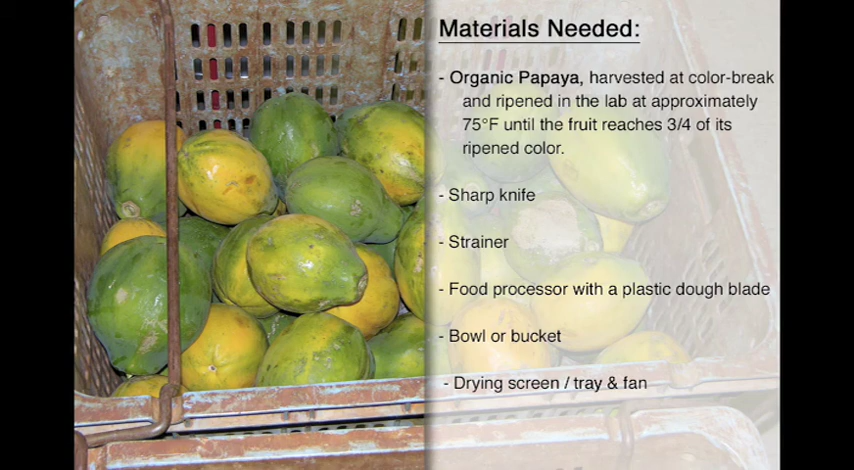 Materials Needed:
- Organic Papaya, harvested at color-break
and ripened in the lab at approximately
75°F until the fruit reaches 3/4 of its
ripened color.
- Sharp knife
- Strainer
- Food processor with a plastic dough blade
- Bowl or bucket
- Drying screen / tray & fan